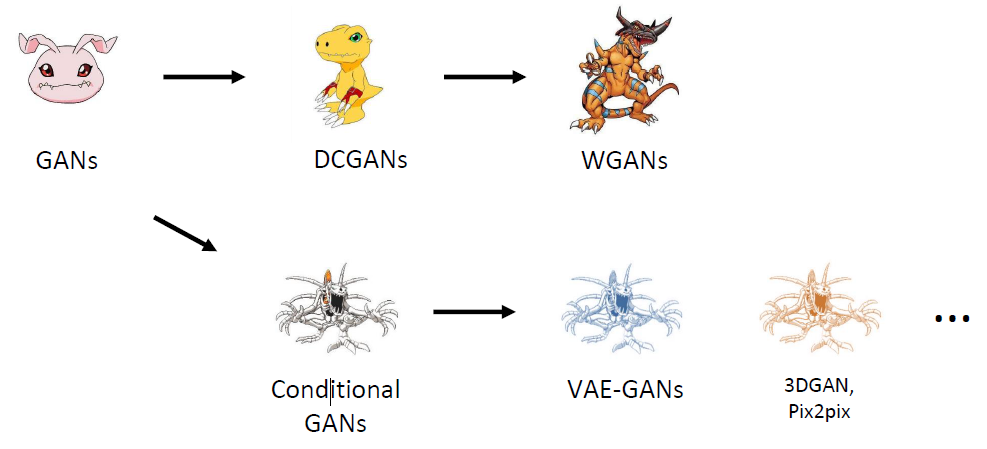 GANs
DCGANs
WGANs
Conditional
GANs
VAE-GANs
3DGAN,
Pix2pix
...